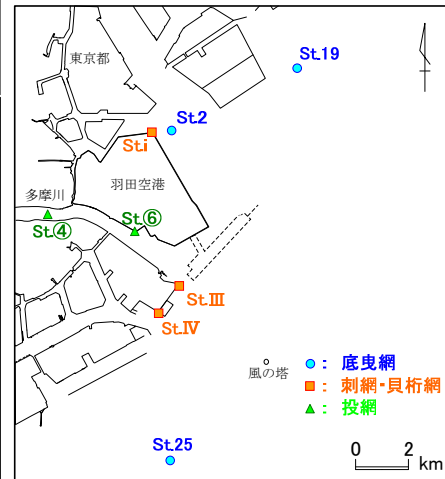 St.19
東京都
St.2
St.i
羽田空港
多摩川
St.④
St.⑥
St.III
St.IV
風の塔
： 底曳網
： 刺網・貝桁網
： 投網
St.25
0 2
km